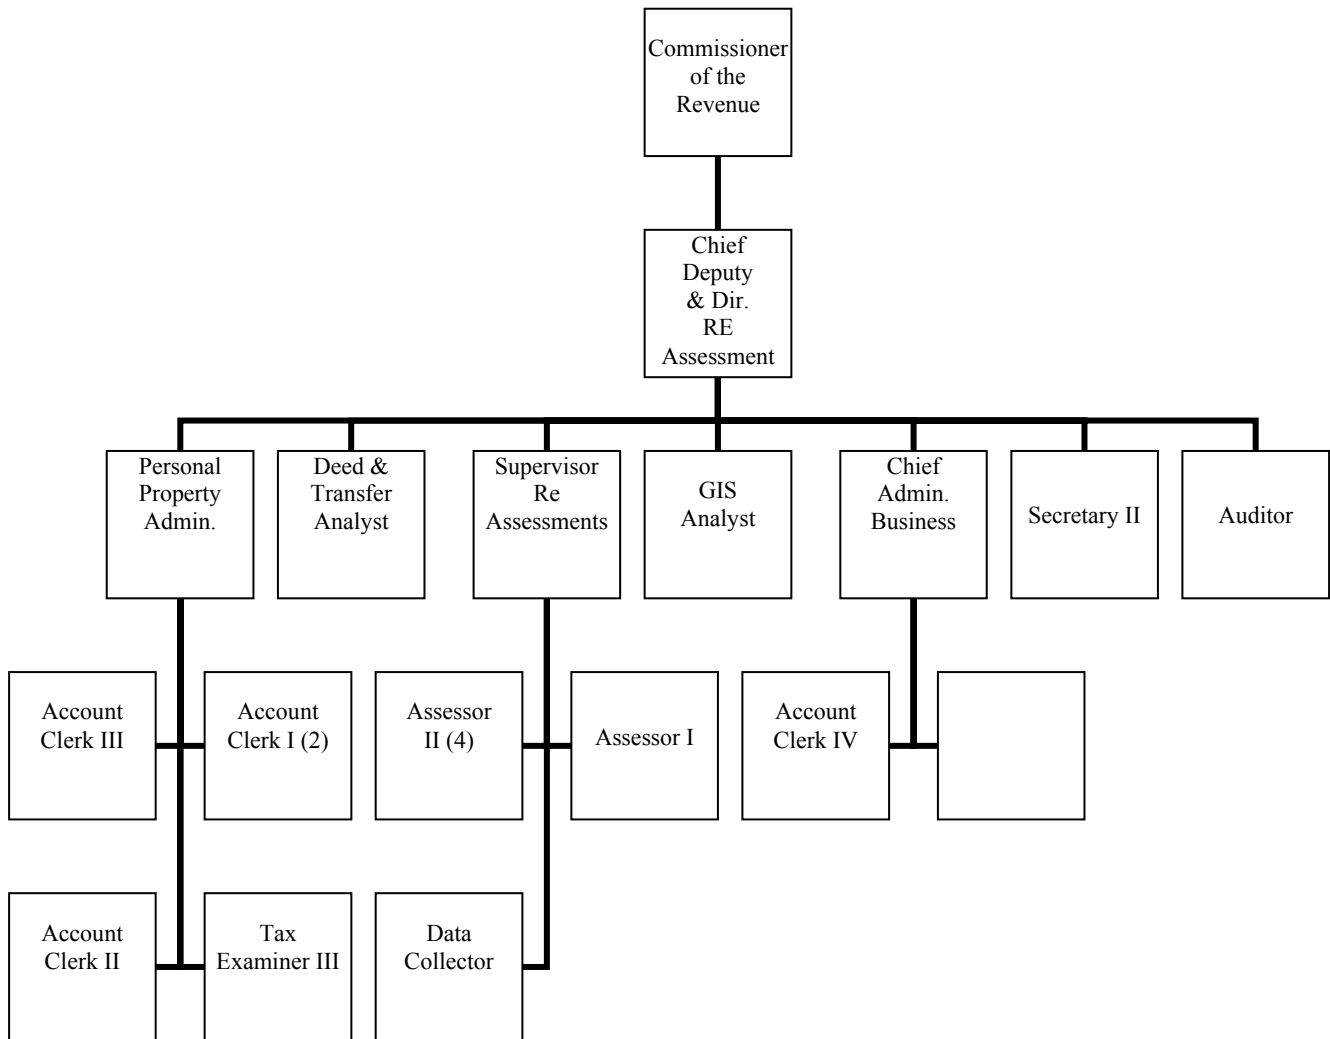 Commissioner
of the
Revenue
Chief
Deputy
& Dir.
RE
Assessment
Personal
Property
Admin.
Deed &
Transfer
Analyst
Supervisor
Re
Assessments
GIS
Analyst
Chief
Admin.
Business
Secretary II
Auditor
Account
Clerk III
Account
Clerk I (2)
Assessor
II (4)
Assessor I
Account
Clerk IV
Account
Clerk II
Tax
Examiner III
Data
Collector